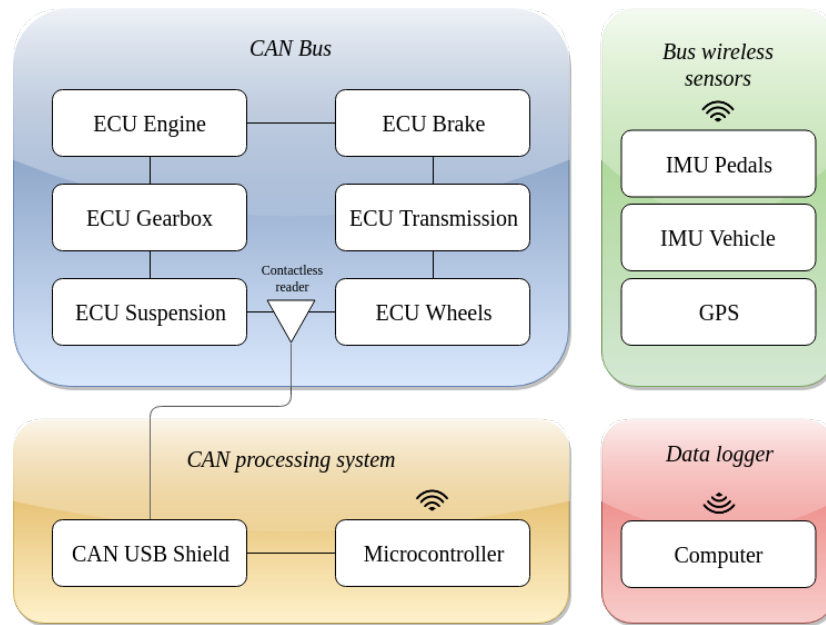 CAN Bus
ECU Engine
ECU Brake
ECU Gearbox
ECU Transmission
Contactless
reader
ECU Suspension
ECU Wheels
Bus wireless
sensors
IMU Pedals
IMU Vehicle
GPS
CAN processing system
CAN USB Shield
Microcontroller
Data logger
Computer